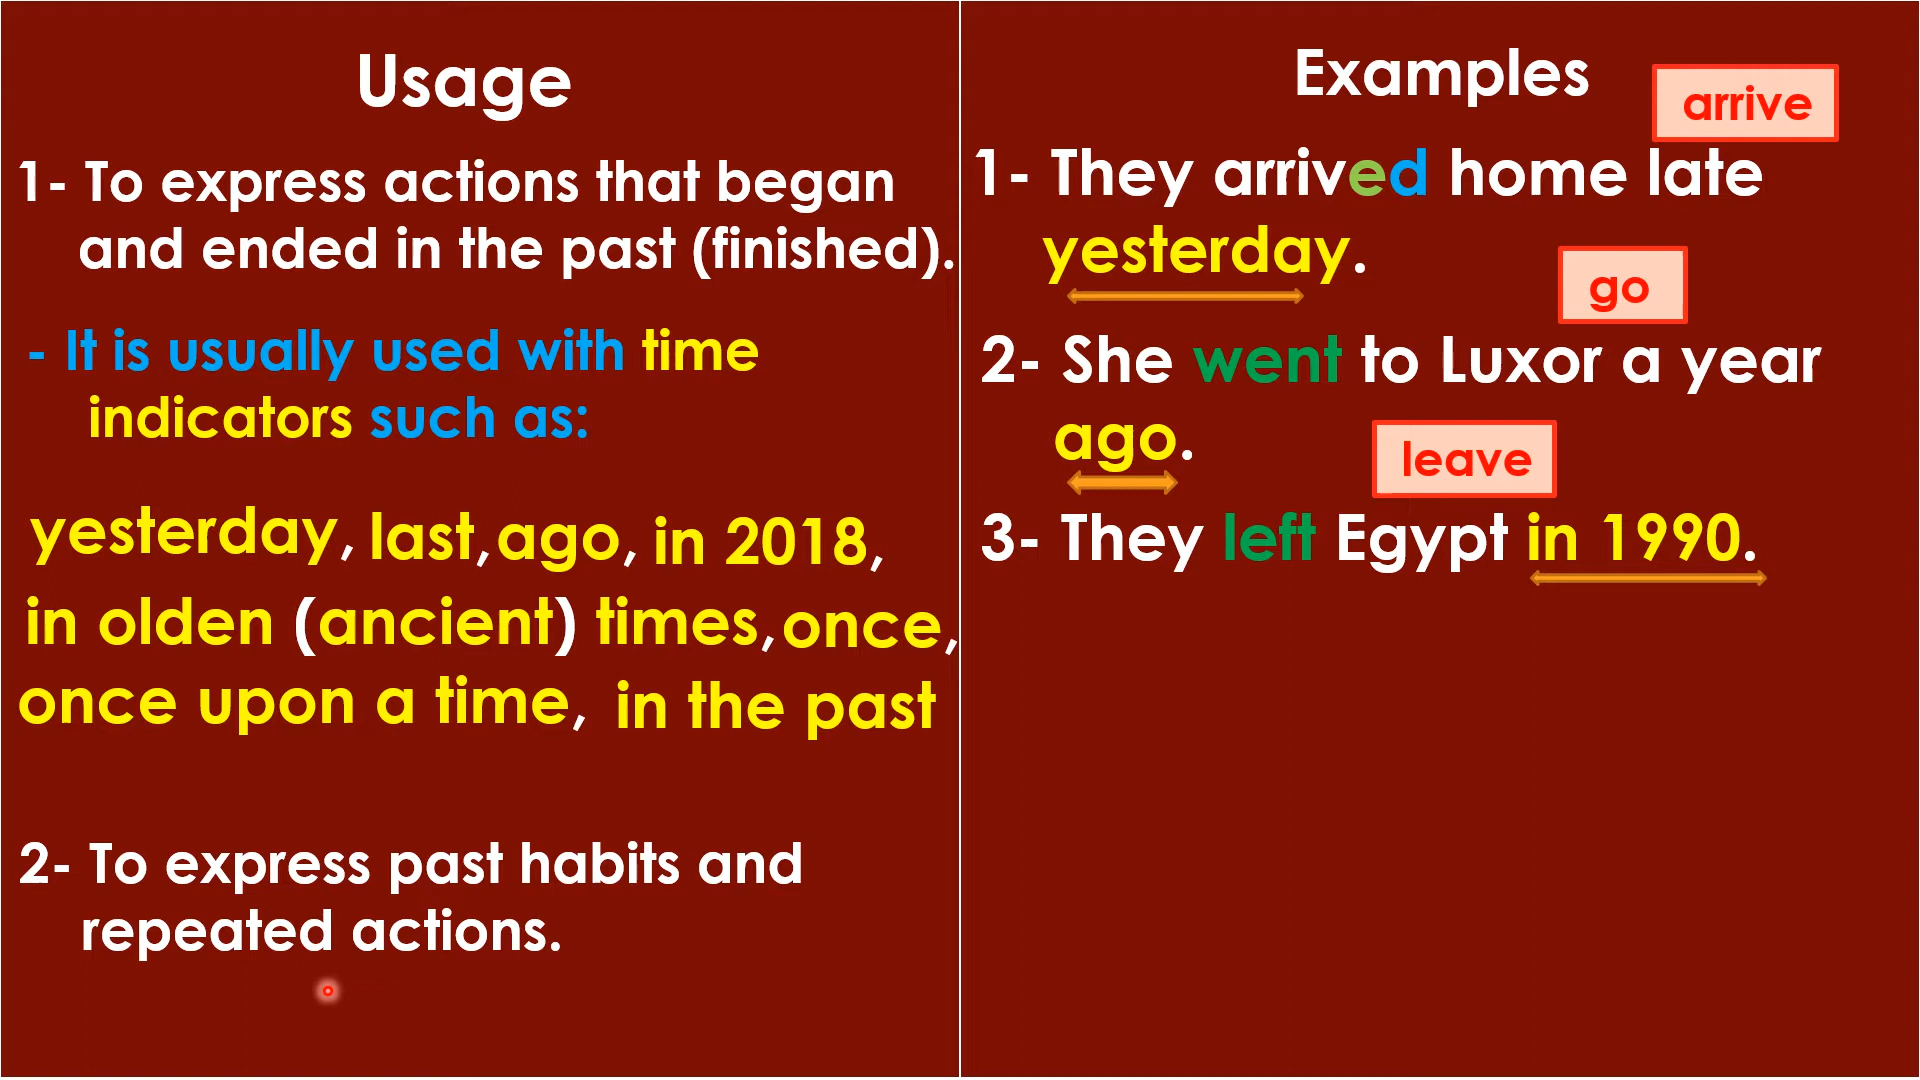 Usage
1- To express actions that began
and ended in the past (finished).
- It is usually used with time
indicators such as:
yesterday, last, ago, in 2018,
in olden (ancient) times, once,
once upon a time, in the past
2- To express past habits and
repeated actions.
Examples
arrive
1- They arrived home late
yesterday.
go
2- She went to Luxor a year
ago.
leave
3- They left Egypt in 1990.